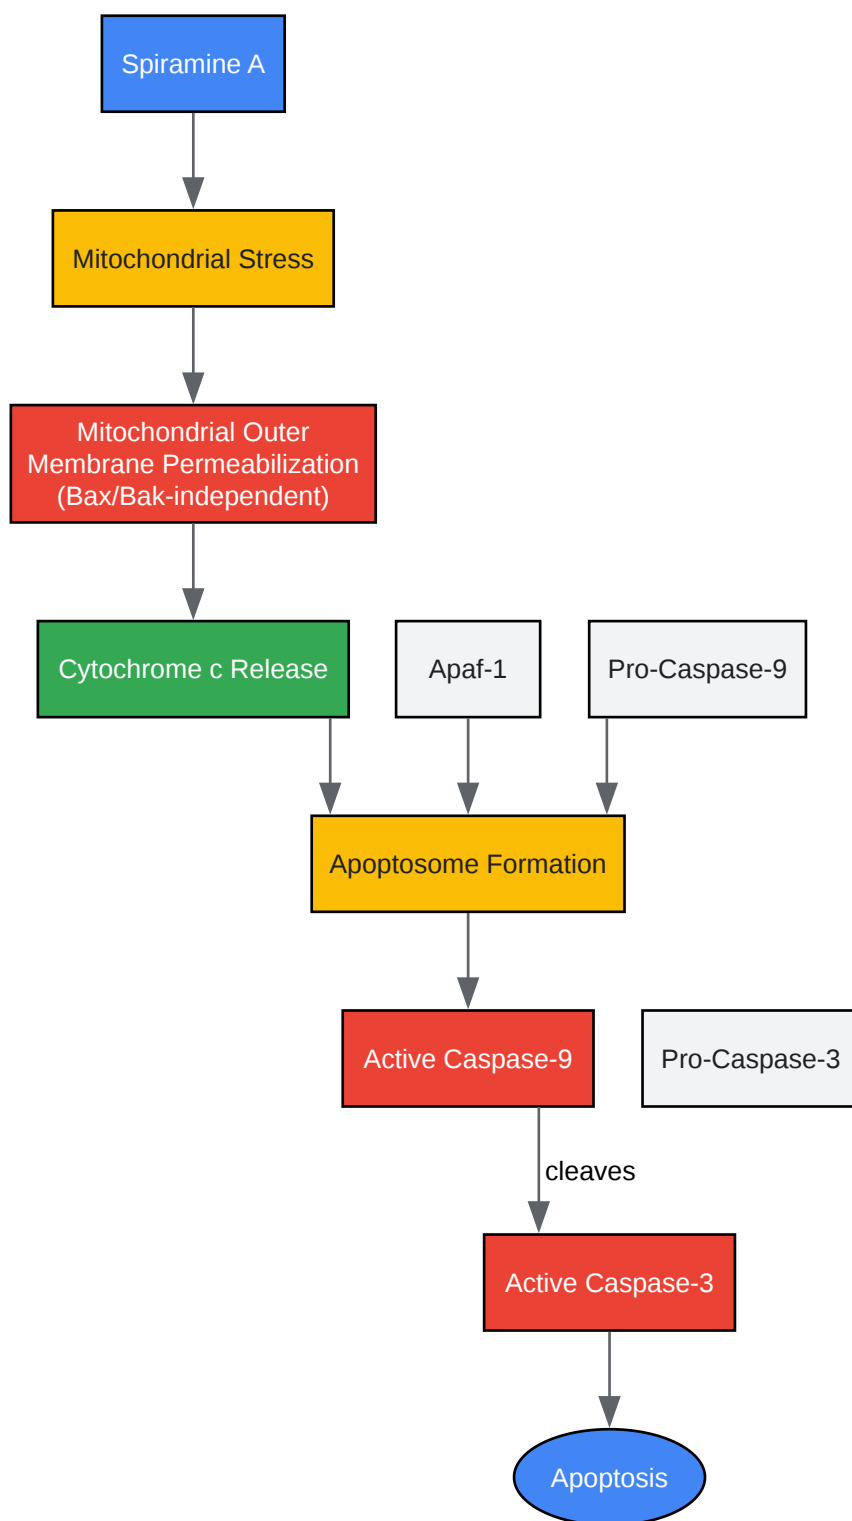 Spiramine A
Mitochondrial Stress
Mitochondrial Outer
Membrane Permeabilization
(Bax/Bak-independent)
Cytochrome c Release
Apaf-1
Pro-Caspase-9
Apoptosome Formation
Active Caspase-9
Pro-Caspase-3
cleaves
Active Caspase-3
Apoptosis